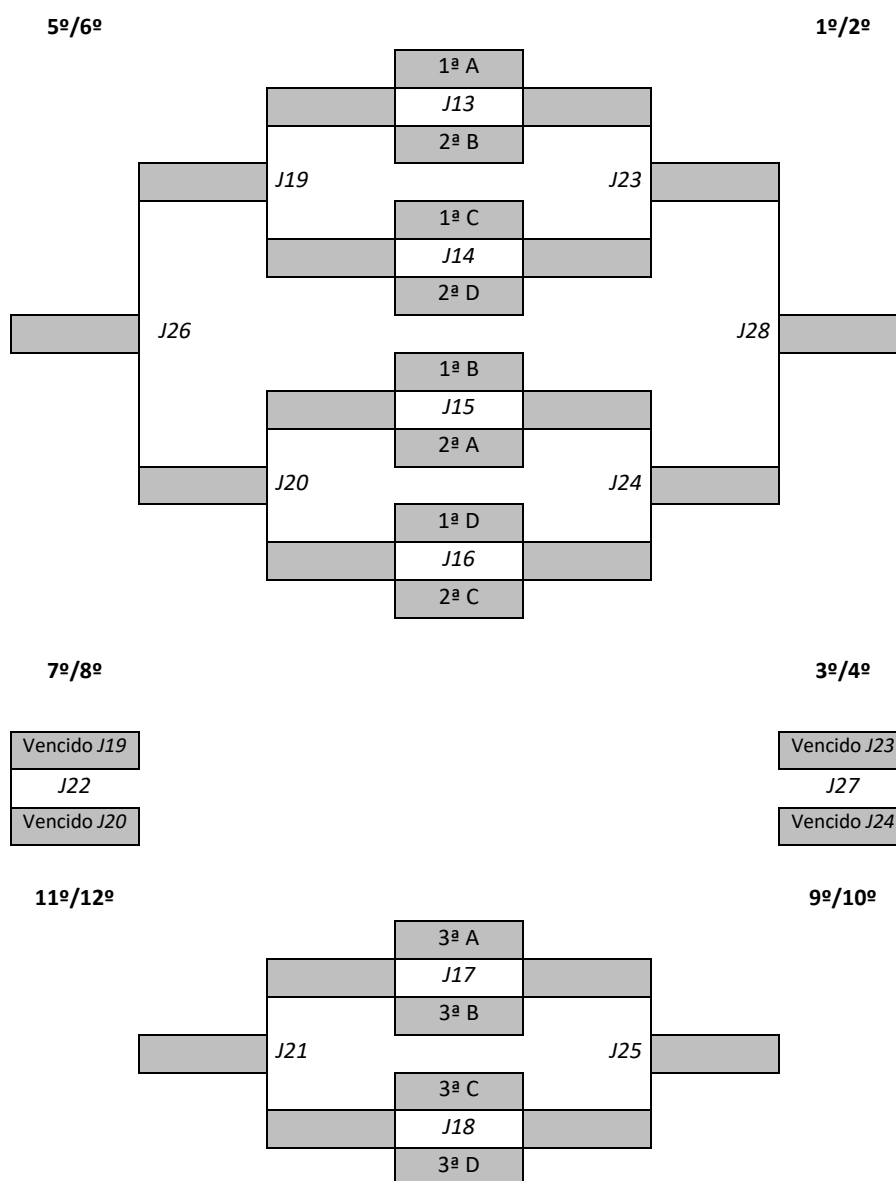 5º/6º 1º/2º
1ª A
J13
2ª B
J19 J23
1ª C
J14
2ª D
J26 J28
1ª B
J15
2ª A
J20 J24
1ª D
J16
2ª C
7º/8º 3º/4º
Vencido J19 Vencido J23
J22 J27
Vencido J20 Vencido J24
11º/12º 9º/10º
3ª A
J17
3ª B
J21 J25
3ª C
J18
3ª D